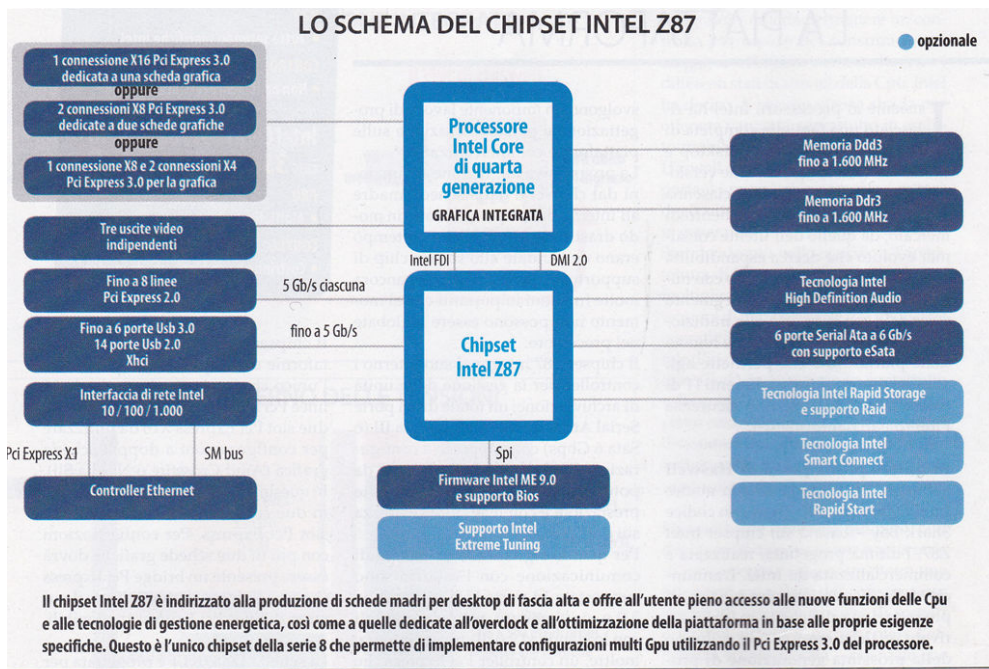 LO SCHEMA DEL CHIPSET INTEL Z87
opzionale
1 connessione X16 Pci Express 3.0
dedicata a una scheda grafica
oppure
2 connessioni X8 Pci Express 3.0
dedicate a due schede grafiche
oppure
1 connessione X8 e 2 connessioni X4
Pci Express 3.0 per la grafica
Processore
Intel Core
di quarta
generazione
GRAFICA INTEGRATA
Memoria Ddd3
fino a 1.600 MHz
Memoria Ddr3
fino a 1.600 MHz
Tre uscite video
indipendenti
Intel FDI
DMI 2.0
Fino a 8 linee
Pci Express 2.0
5 Gb/s ciascuna
Fino a 6 porte Usb 3.0
14 porte Usb 2.0
Xhci
fino a 5 Gb/s
Chipset
Intel Z87
Tecnologia Intel
High Definition Audio
6 porte Serial Ata a 6 Gb/s
con supporto eSata
Interfaccia di rete Intel
10 / 100 / 1.000
Tecnologia Intel Rapid Storage
e supporto Raid
Pci Express X1
SM bus
Spi
Tecnologia Intel
Smart Connect
Controller Ethernet
Firmware Intel ME 9.0
e supporto Bios
Tecnologia Intel
Rapid Start
Supporto Intel
Extreme Tuning
Il chipset Intel Z87 è indirizzato alla produzione di schede madri per desktop di fascia alta e offre all'utente pieno accesso alle nuove funzioni delle Cpu
e alle tecnologie di gestione energetica, così come a quelle dedicate all'overclock e all'ottimizzazione della piattaforma in base alle proprie esigenze
specifiche. Questo è l'unico chipset della serie 8 che permette di implementare configurazioni multi Gpu utilizzando il Pci Express 3.0 del processore.